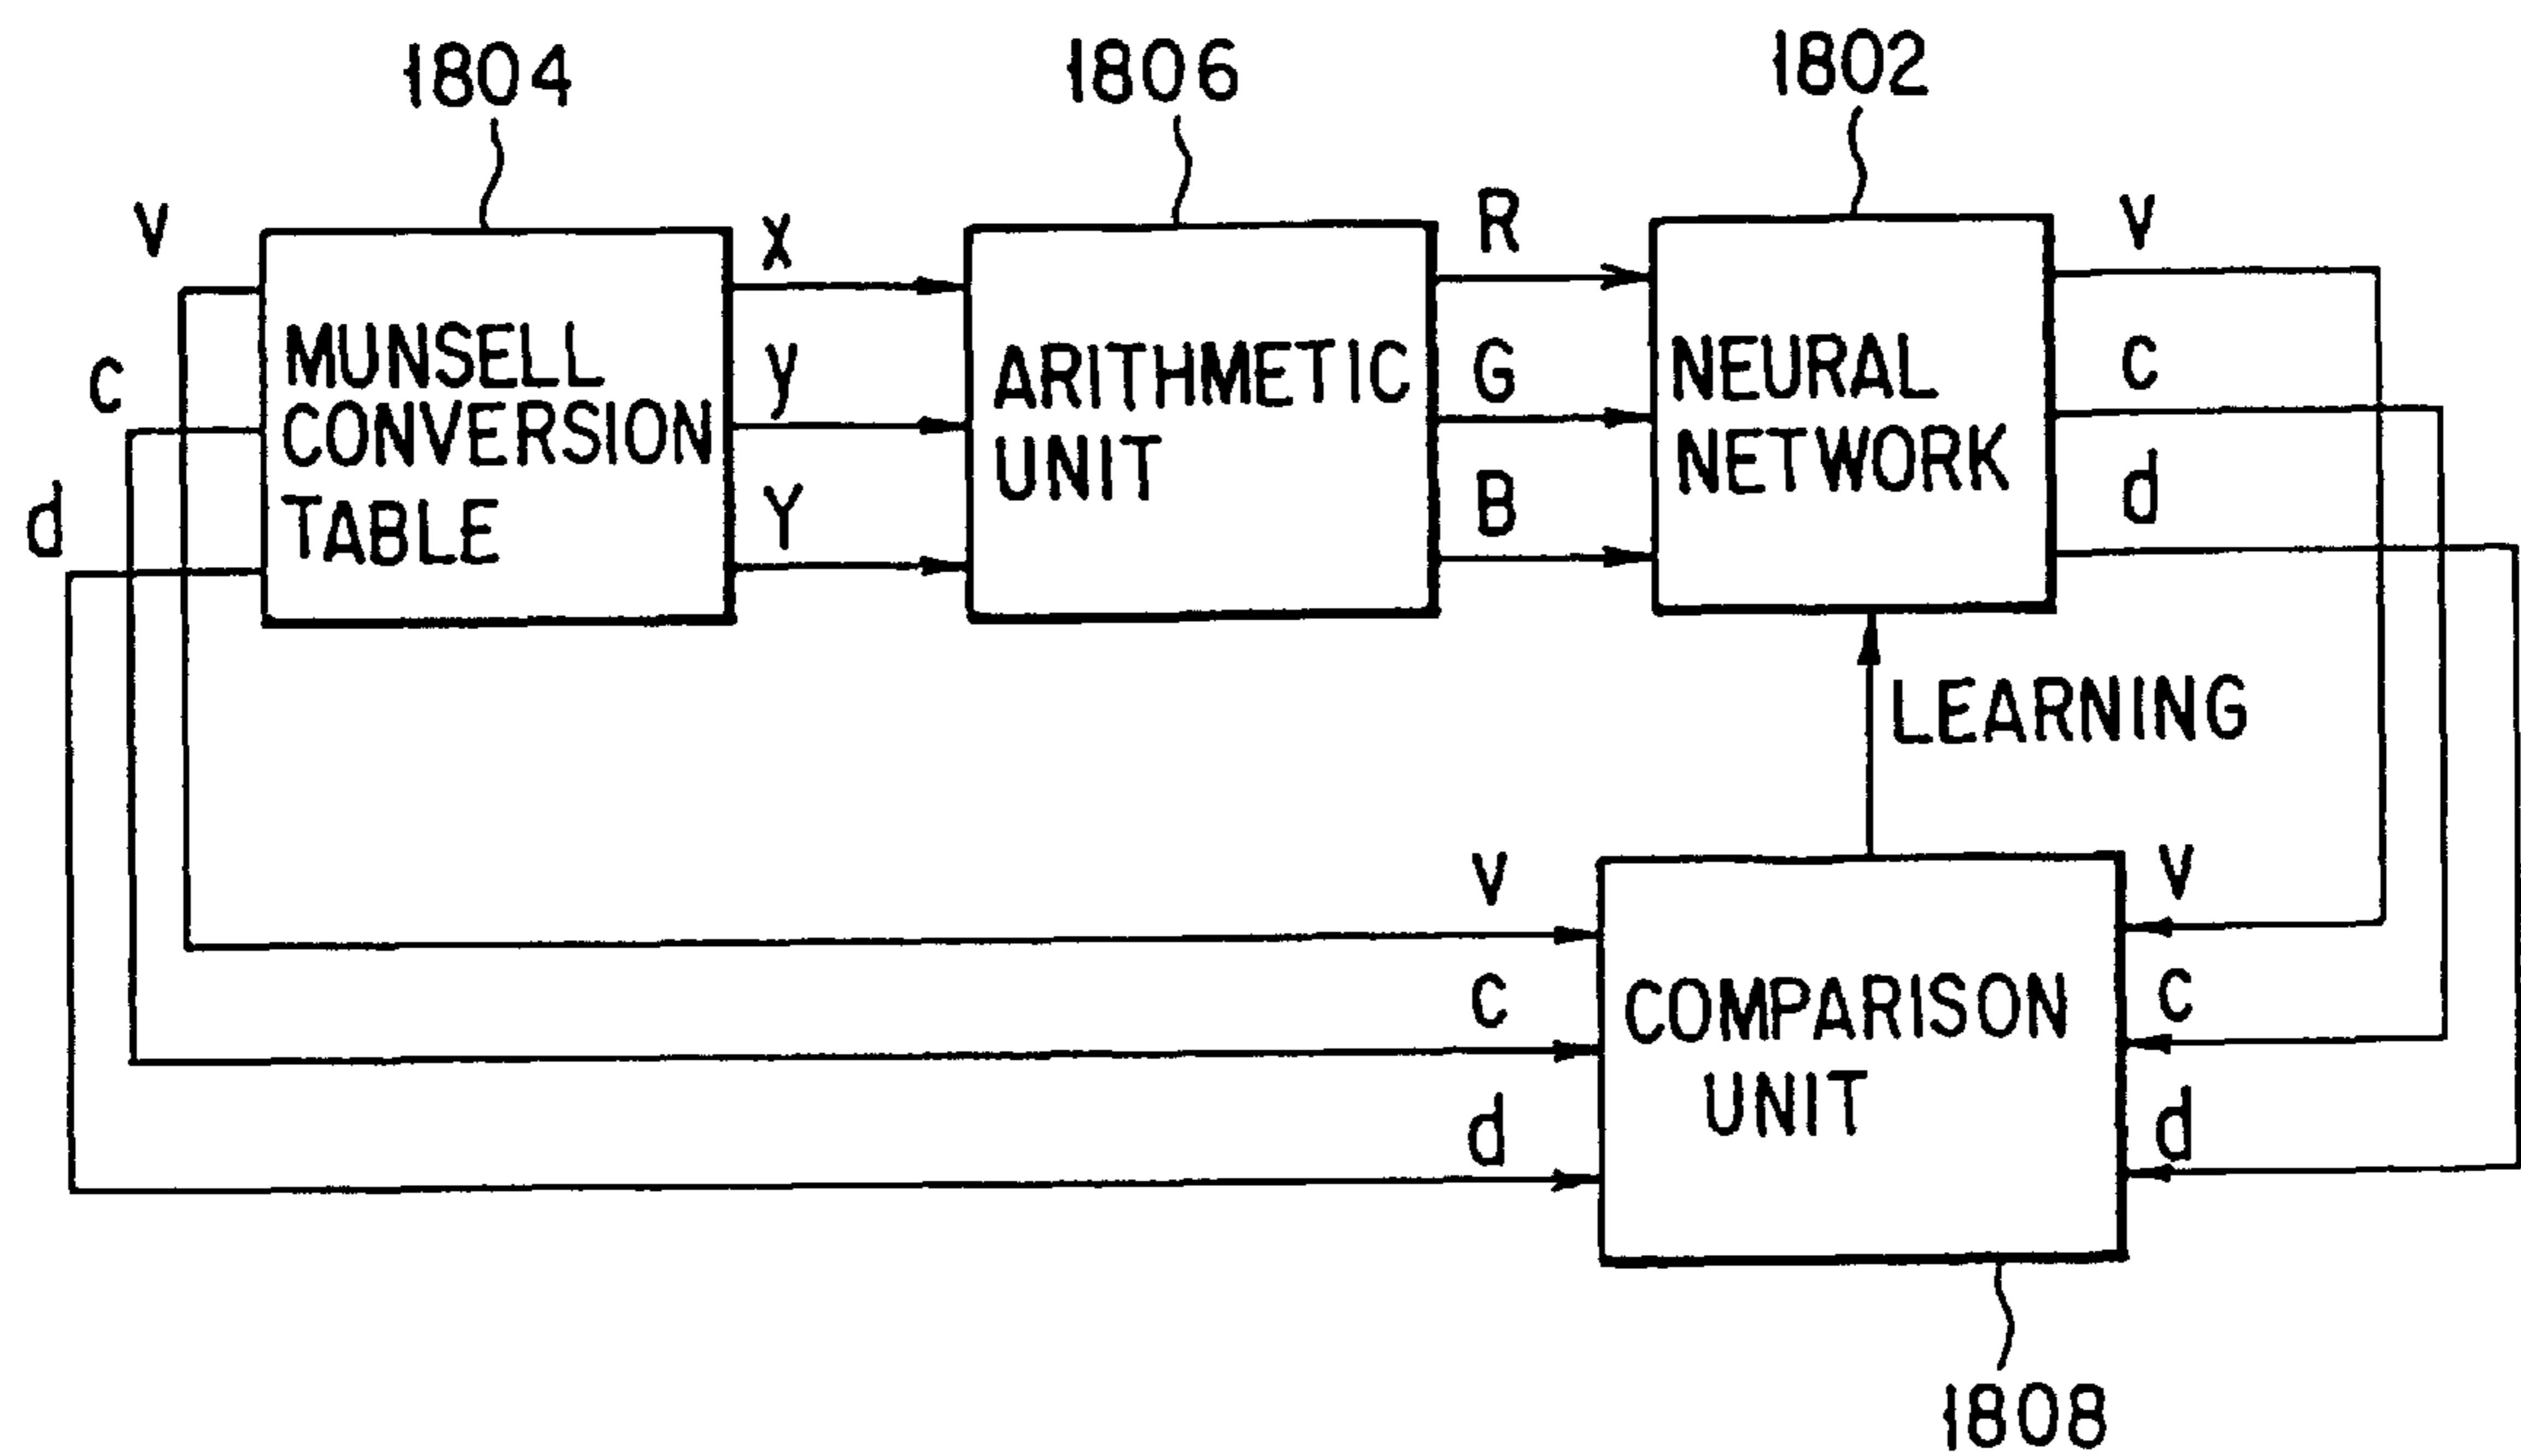 1804
1806
1802
v
x
R
v
MUNSELL
CONVERSION
TABLE
c
y
ARITHMETIC
UNIT
G
NEURAL
NETWORK
c
d
Y
B
d
LEARNING
v
v
c
COMPARISON
UNIT
c
d
d
1808